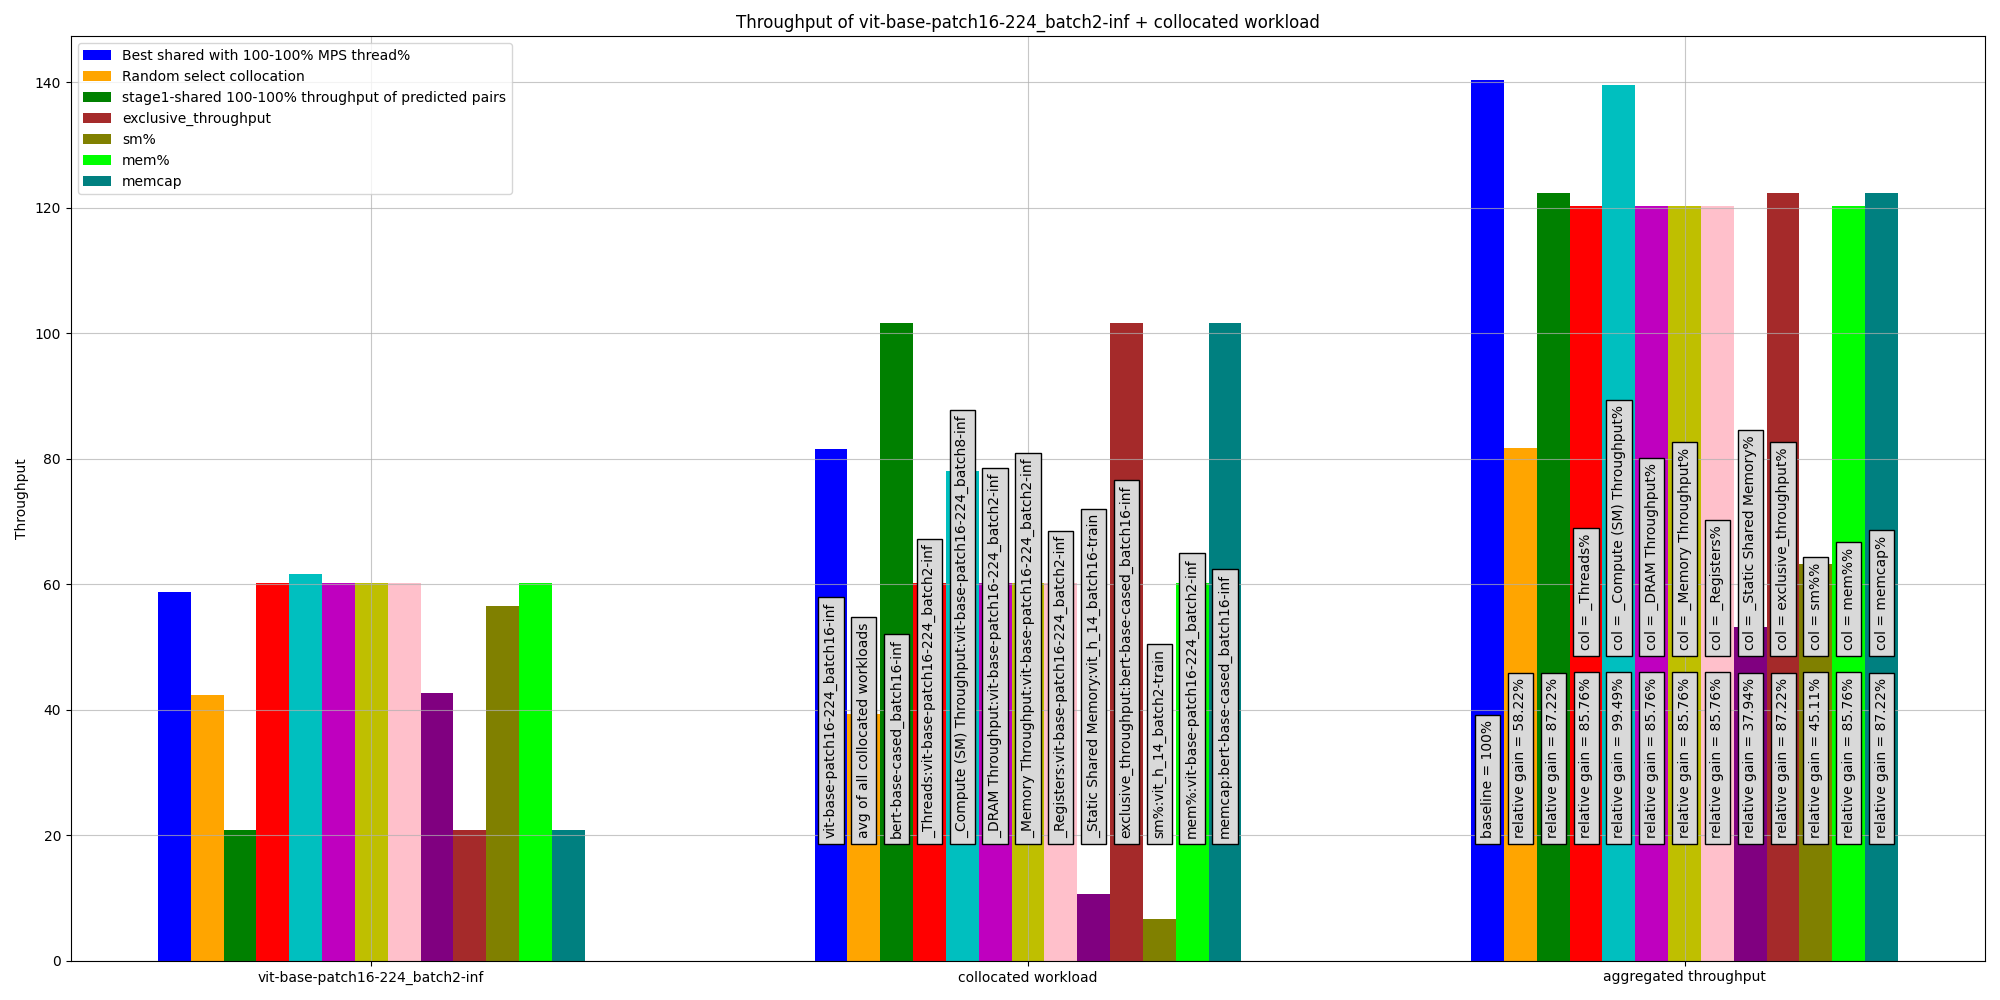 Throughput of vit-base-patch16-224_batch2-inf + collocated workload
Best shared with 100-100% MPS thread%
Random select collocation
stage1-shared 100-100% throughput of predicted pairs
exclusive_throughput
sm%
mem%
memcap
Throughput
140
120
100
80
60
40
20
0
vit-base-patch16-224_batch16-inf
avg of all collocated workloads
bert-base-cased_batch16-inf
_Threads:vit-base-patch16-224_batch2-inf
_Compute (SM) Throughput:vit-base-patch16-224_batch8-inf
_DRAM Throughput:vit-base-patch16-224_batch2-inf
_Memory Throughput:vit-base-patch16-224_batch2-inf
_Registers:vit-base-patch16-224_batch2-inf
_Static Shared Memory:vit_h_14_batch16-train
exclusive_throughput:bert-base-cased_batch16-inf
sm%:vit_h_14_batch2-train
mem%:vit-base-patch16-224_batch2-inf
memcap:bert-base-cased_batch16-inf
col = _Threads%
col = _Compute (SM) Throughput%
col = _DRAM Throughput%
col = _Memory Throughput%
col = _Registers%
col = _Static Shared Memory%
col = exclusive_throughput%
col = sm%%
col = mem%%
col = memcap%
baseline = 100%
relative gain = 58.22%
relative gain = 87.22%
relative gain = 85.76%
relative gain = 99.49%
relative gain = 85.76%
relative gain = 85.76%
relative gain = 85.76%
relative gain = 37.94%
relative gain = 87.22%
relative gain = 45.11%
relative gain = 85.76%
relative gain = 87.22%
vit-base-patch16-224_batch2-inf
collocated workload
aggregated throughput